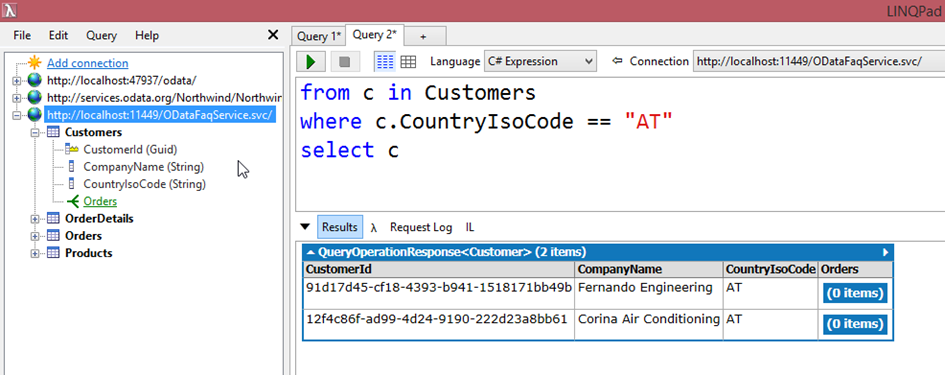 LINQPad
File Edit Query Help
Add connection
http://localhost:47937/odata/
http://services.odata.org/Northwind/Northwin
http://localhost:11449/ODataFaqService.svc/
Customers
CustomerId (Guid)
CompanyName (String)
CountryIsoCode (String)
Orders
OrderDetails
Orders
Products
Query 1* Query 2* +
Language C# Expression Connection http://localhost:11449/ODataFaqService.svc/
from c in Customers
where c.CountryIsoCode == "AT"
select c
Results λ Request Log IL
QueryOperationResponse<Customer> (2 items)
CustomerId CompanyName CountryIsoCode Orders
91d17d45-cf18-4393-b941-1518171bb49b Fernando Engineering AT (0 items)
12f4c86f-ad99-4d24-9190-222d23a8bb61 Corina Air Conditioning AT (0 items)